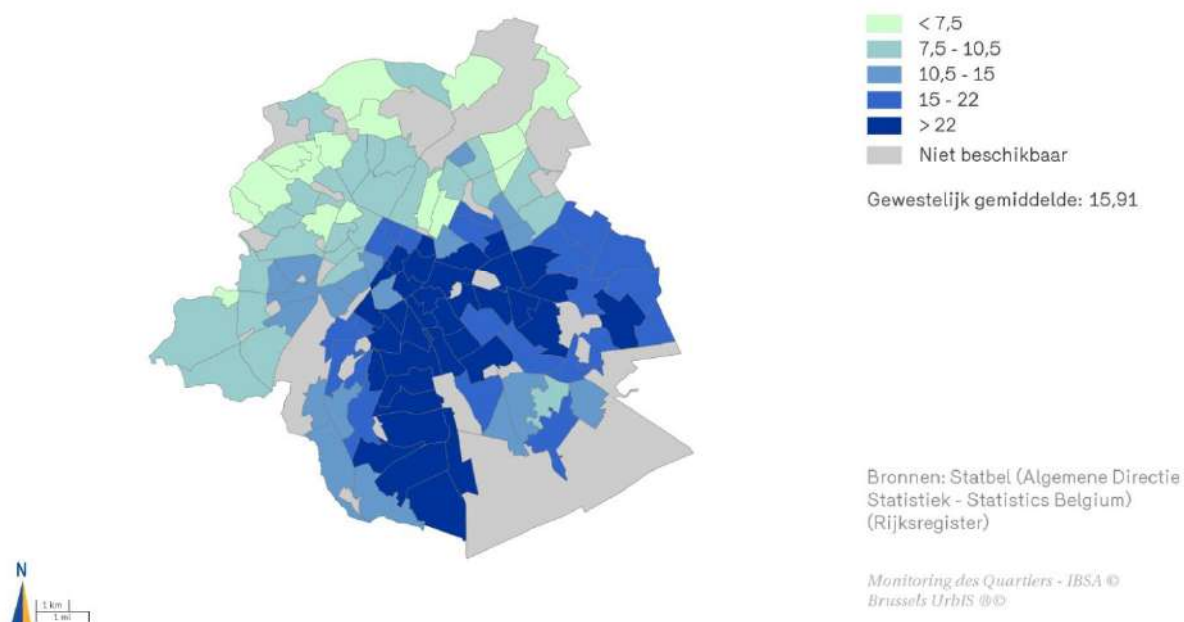 < 7,5
7,5 - 10,5
10,5 - 15
15 - 22
> 22
Niet beschikbaar
Gewestelijk gemiddelde: 15,91
Bronnen: Statbel (Algemene Directie
Statistiek - Statistics Belgium)
(Rijksregister)
Monitoring des Quartiers - IBSA ©
Brussels UrbIS ®©
N
1 km
1 mi